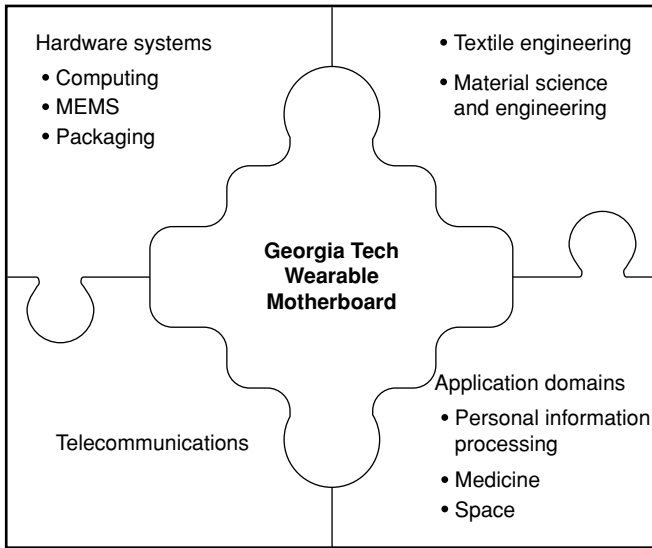 Hardware systems
• Computing
• MEMS
• Packaging
• Textile engineering
• Material science
and engineering
Georgia Tech
Wearable
Motherboard
Telecommunications
Application domains
• Personal information
processing
• Medicine
• Space